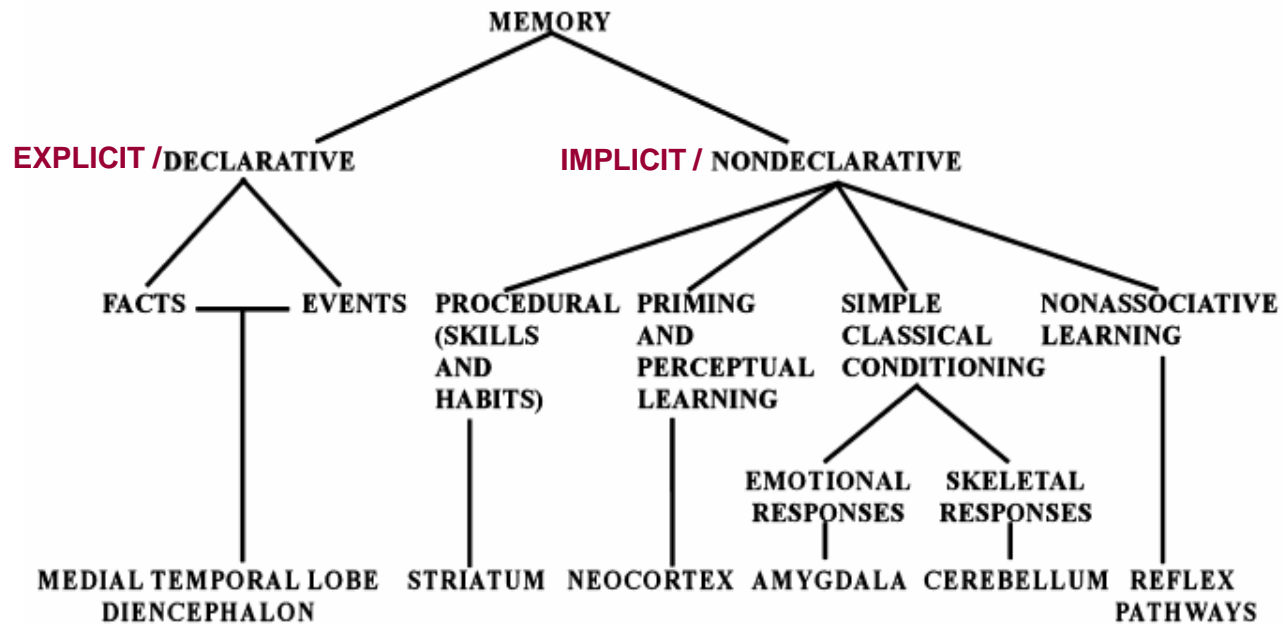 MEMORY
EXPLICIT / DECLARATIVE
IMPLICIT / NONDECLARATIVE
FACTS
EVENTS
PROCEDURAL
(SKILLS
AND
HABITS)
PRIMING
AND
PERCEPTUAL
LEARNING
SIMPLE
CLASSICAL
CONDITIONING
NONASSOCIATIVE
LEARNING
EMOTIONAL
RESPONSES
SKELETAL
RESPONSES
MEDIAL TEMPORAL LOBE
DIENCEPHALON
STRIATUM
NEOCORTEX
AMYGDALA
CEREBELLUM
REFLEX
PATHWAYS